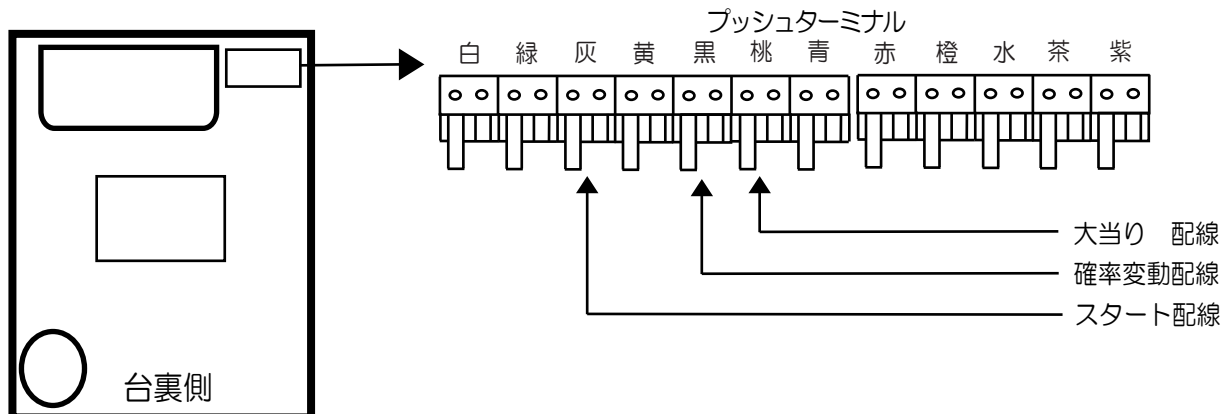 プッシュターミナル
白 緑 灰 黄 黒 桃 青 赤 橙 水 茶 紫
大当り 配線
確率変動配線
スタート配線
台裏側